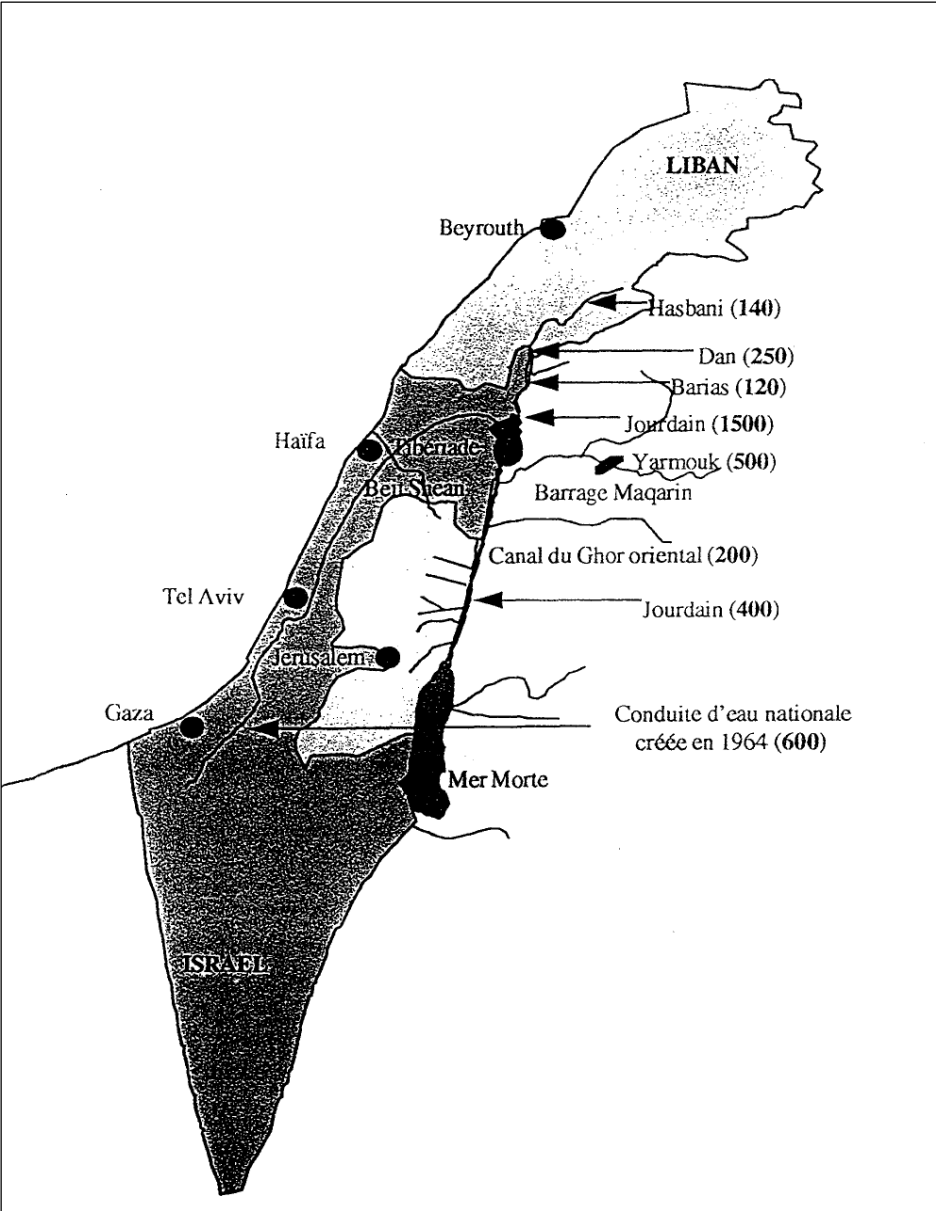 LIBAN
Beyrouth
Hasbani (140)
Dan (250)
Barias (120)
Jourdain (1500)
Haïfa
Tibériade
Yarmouk (500)
Beit Shean
Barrage Maqarin
Canal du Ghor oriental (200)
Tel Aviv
Jourdain (400)
Jérusalem
Gaza
Conduite d'eau nationale
créée en 1964 (600)
Mer Morte
ISRAEL